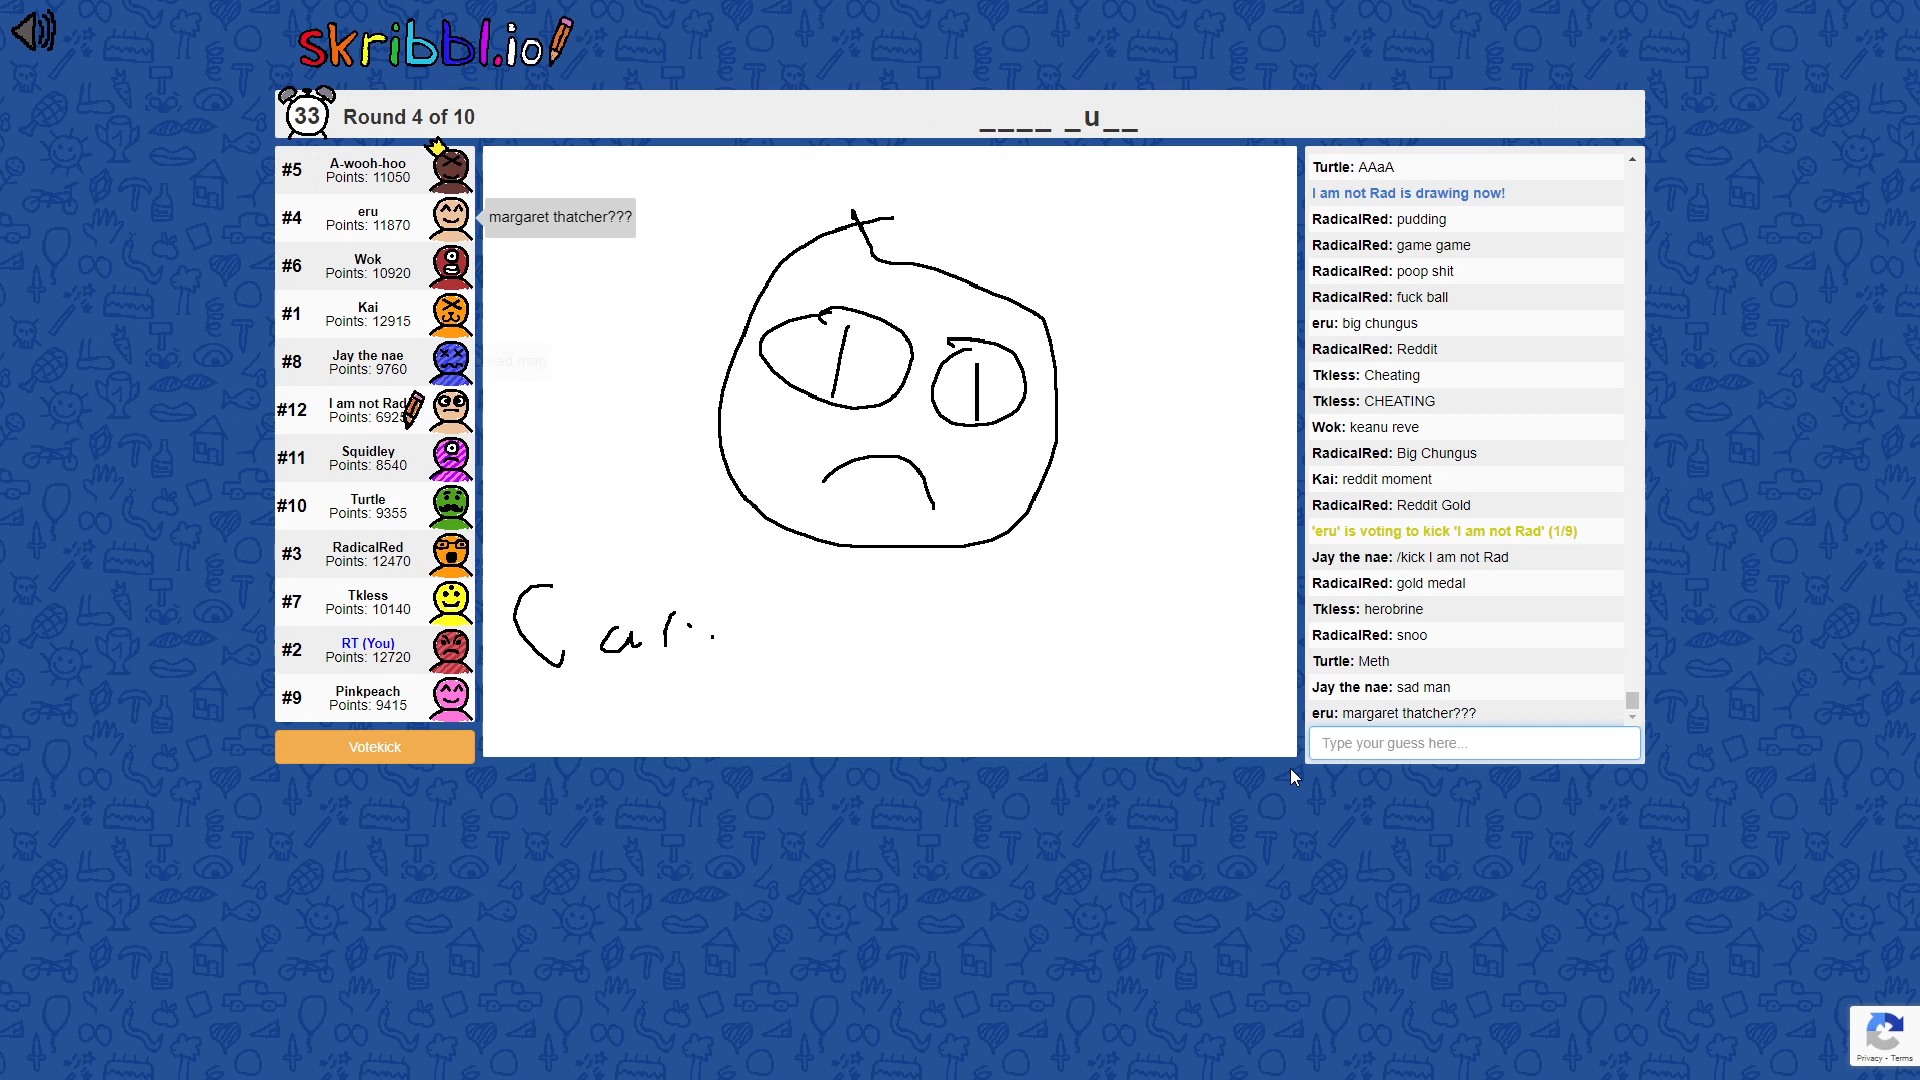 skribbl.io
33 Round 4 of 10 ____ _u__
#5 A-wooh-hoo
Points: 11050
#4 eru
Points: 11870
margaret thatcher???
#6 Wok
Points: 10920
#1 Kai
Points: 12915
#8 Jay the nae
Points: 9760
sad man
#12 I am not Rad
Points: 6925
#11 Squidley
Points: 8540
#10 Turtle
Points: 9355
#3 RadicalRed
Points: 12470
#7 Tkless
Points: 10140
#2 RT (You)
Points: 12720
#9 Pinkpeach
Points: 9415
Votekick
Car..
Turtle: AAaA
I am not Rad is drawing now!
RadicalRed: pudding
RadicalRed: game game
RadicalRed: poop shit
RadicalRed: fuck ball
eru: big chungus
RadicalRed: Reddit
Tkless: Cheating
Tkless: CHEATING
Wok: keanu reve
RadicalRed: Big Chungus
Kai: reddit moment
RadicalRed: Reddit Gold
'eru' is voting to kick 'I am not Rad' (1/9)
Jay the nae: /kick I am not Rad
RadicalRed: gold medal
Tkless: herobrine
RadicalRed: snoo
Turtle: Meth
Jay the nae: sad man
eru: margaret thatcher???
Type your guess here...
Privacy - Terms